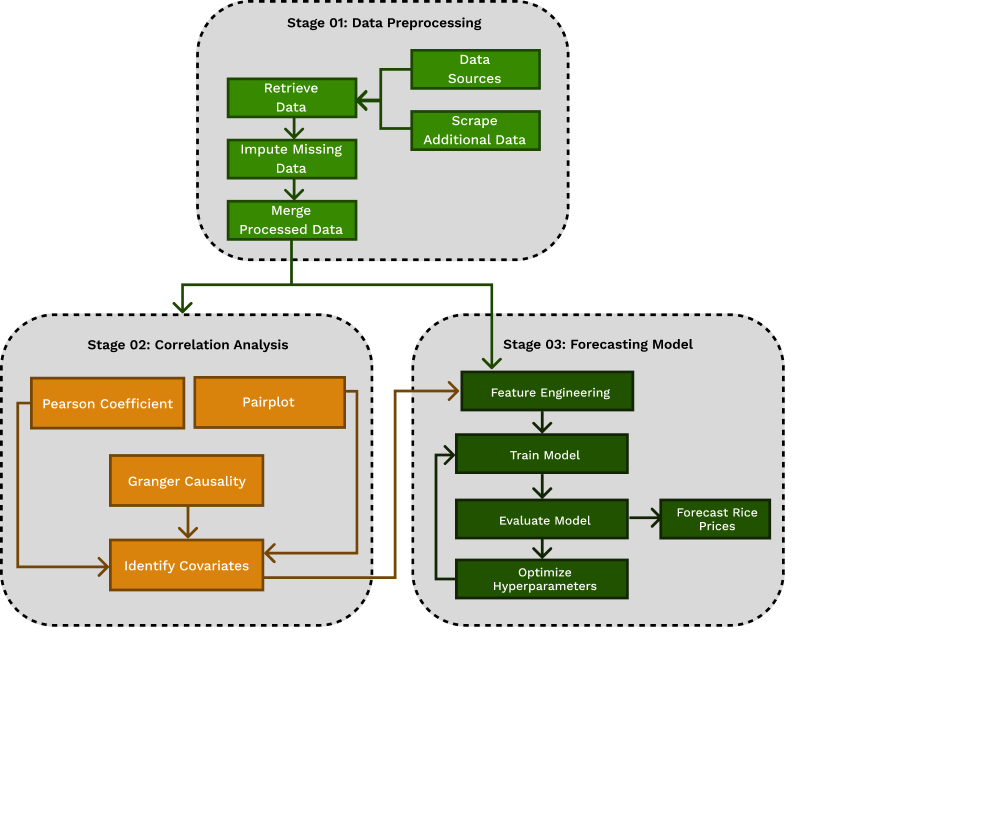 Stage 01: Data Preprocessing
Data
Sources
Retrieve
Data
Scrape
Additional Data
Impute Missing
Data
Merge
Processed Data
Stage 02: Correlation Analysis
Pearson Coefficient
Pairplot
Granger Causality
Identify Covariates
Stage 03: Forecasting Model
Feature Engineering
Train Model
Evaluate Model
Forecast Rice
Prices
Optimize
Hyperparameters